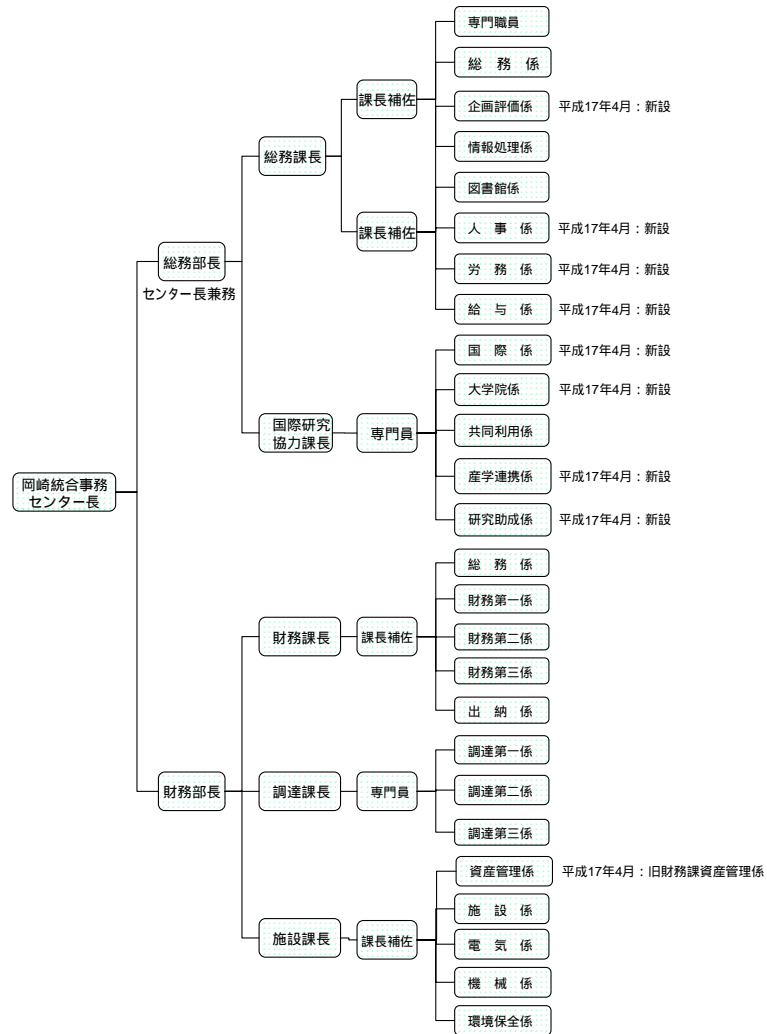 専門職員
総 務 係
課長補佐
企画評価係 平成17年4月：新設
情報処理係
総務課長
図書館係
課長補佐
人 事 係 平成17年4月：新設
総務部長
労 務 係 平成17年4月：新設
センター長兼務
給 与 係 平成17年4月：新設
国 際 係 平成17年4月：新設
大学院係 平成17年4月：新設
国際研究
協力課長
専門員
共同利用係
産学連携係 平成17年4月：新設
岡崎統合事務
センター長
研究助成係 平成17年4月：新設
総 務 係
財務第一係
財務課長
課長補佐
財務第二係
財務第三係
出 納 係
調達第一係
財務部長
調達課長
専門員
調達第二係
調達第三係
資産管理係 平成17年4月：旧財務課資産管理係
施 設 係
施設課長
課長補佐
電 気 係
機 械 係
環境保全係